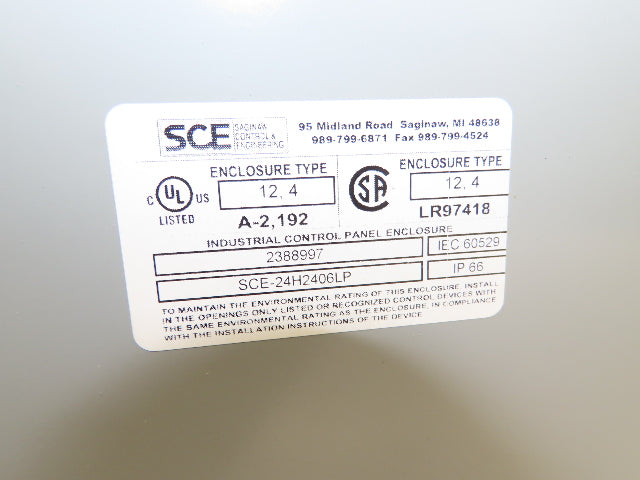 SCE SAGINAW CONTROL & ENGINEERING
95 Midland Road Saginaw, MI 48638
989-799-6871 Fax 989-799-4524
C UL US LISTED
ENCLOSURE TYPE
12, 4
A-2,192
SA
ENCLOSURE TYPE
12, 4
LR97418
INDUSTRIAL CONTROL PANEL ENCLOSURE
2388997
IEC 60529
SCE-24H2406LP
IP 66
TO MAINTAIN THE ENVIRONMENTAL RATING OF THIS ENCLOSURE, INSTALL
IN THE OPENINGS ONLY LISTED OR RECOGNIZED CONTROL DEVICES WITH
THE SAME ENVIRONMENTAL RATING AS THE ENCLOSURE, IN COMPLIANCE
WITH THE INSTALLATION INSTRUCTIONS OF THE DEVICE.